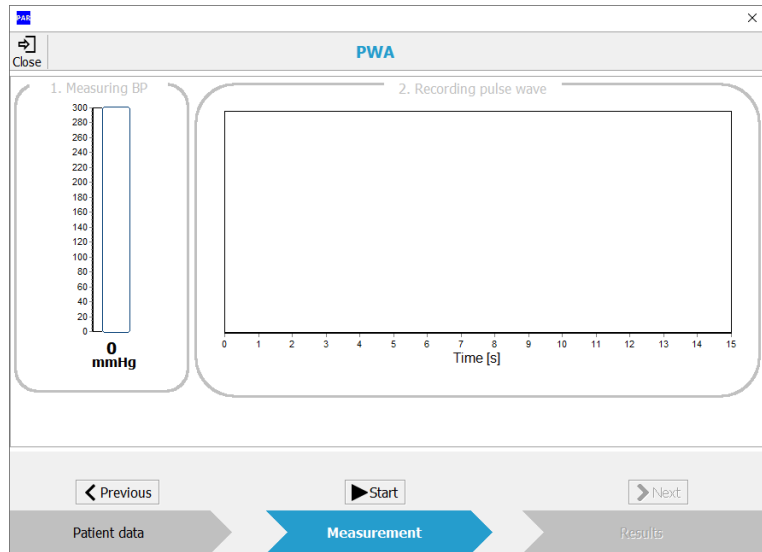 PAR
Close
PWA
1. Measuring BP
300
280
260
240
220
200
180
160
140
120
100
80
60
40
20
0
0
mmHg
2. Recording pulse wave
0 1 2 3 4 5 6 7 8 9 10 11 12 13 14 15
Time [s]
Previous
Start
Next
Patient data
Measurement
Results